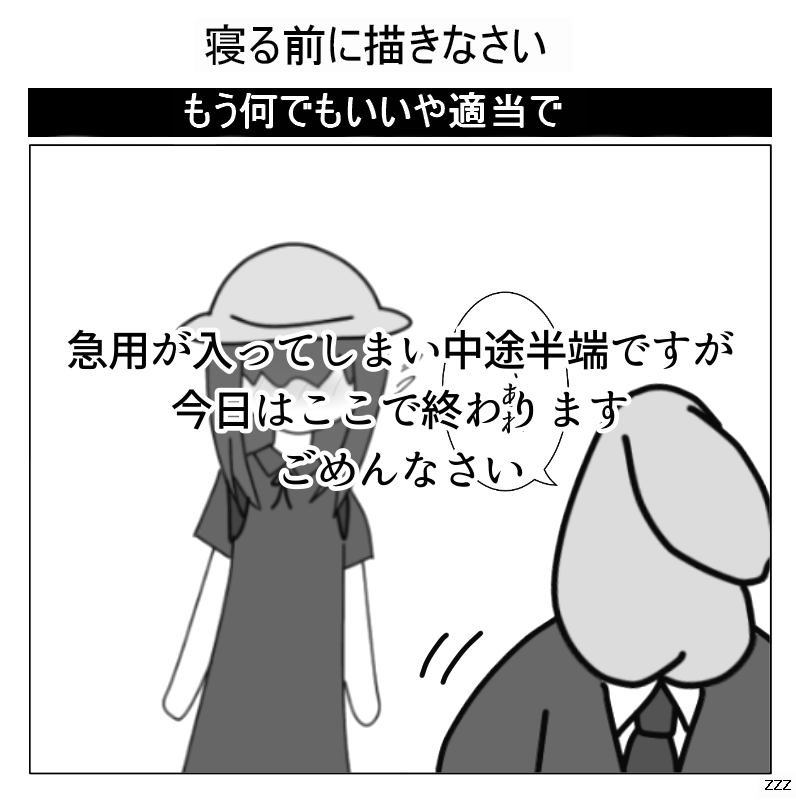 寝る前に描きなさい
もう何でもいいや適当で
急用が入ってしまい中途半端ですが
今日はここで終わります
ごめんなさい
、あわ
zzz